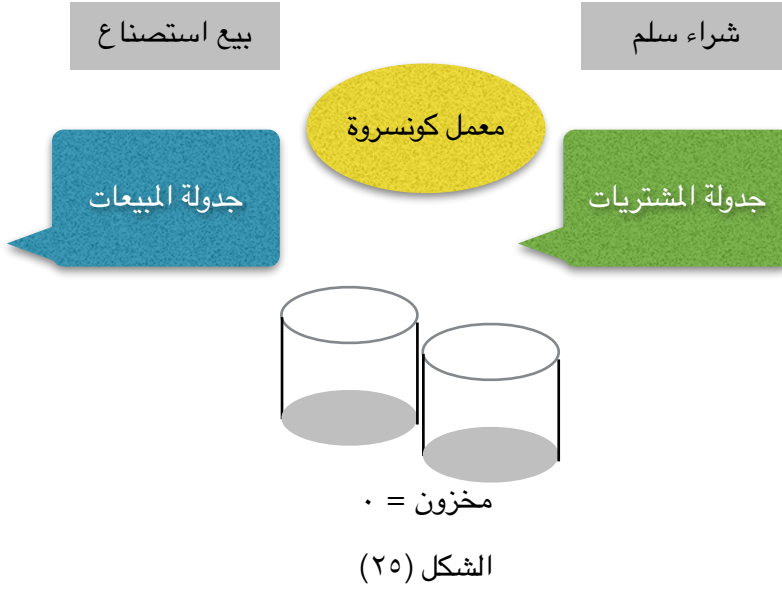 شراء سلم
بيع استصناع
معمل كونسروة
جدولة المشتريات
جدولة المبيعات
مخزون = ٠
الشكل (٢٥)